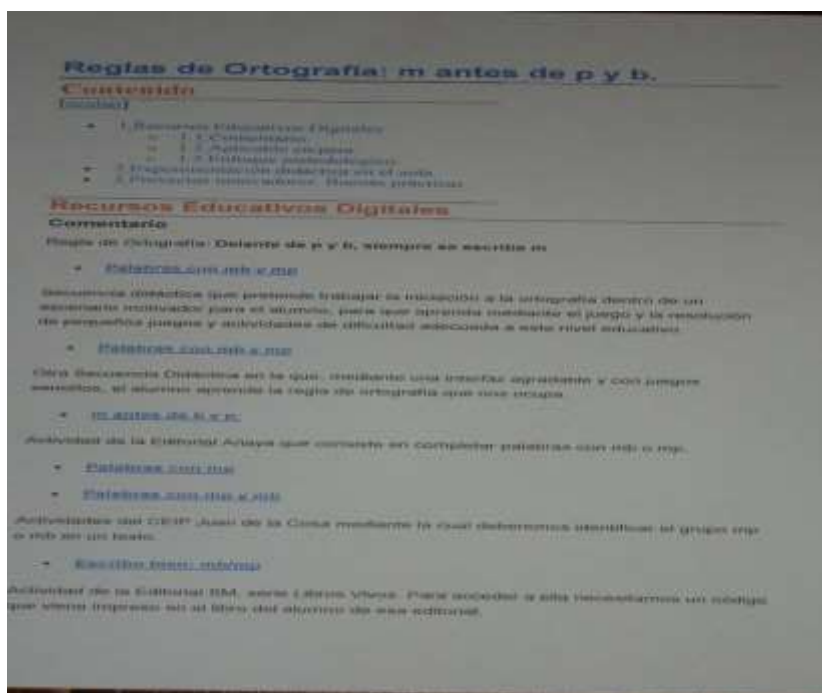 Reglas de Ortografía: m antes de p y b.
Contenido
[ocultar]
1 Recursos Educativos Digitales
1.1 Comentario
1.2 Aplicable en/para
1.3 Enfoque metodológico
2 Experimentación didáctica en el aula
3 Proyectos innovadores. Buenas prácticas
Recursos Educativos Digitales
Comentario
Regla de Ortografía: Delante de p y b, siempre se escribe m
Palabras con mb y mp
Secuencia didáctica que pretende trabajar la iniciación a la ortografía dentro de un
escenario motivador para el alumno, para que aprenda mediante el juego y la resolución
de pequeños juegos y actividades de dificultad adecuada a este nivel educativo.
Palabras con mb y mp
Otra Secuencia Didáctica en la que, mediante una interfaz agradable y con juegos
sencillos, el alumno aprende la regla de ortografía que nos ocupa.
m antes de b y p.
Actividad de la Editorial Anaya que consiste en completar palabras con mb o mp.
Palabras con mp
Palabras con mp y mb
Actividades del CEIP Juan de la Cosa mediante la cual deberemos identificar el grupo mp
o mb en un texto.
Escribo bien: mb/mp
Actividad de la Editorial SM, serie Libros Vivos. Para acceder a ella necesitamos un código
que viene impreso en el libro del alumno de esa editorial.